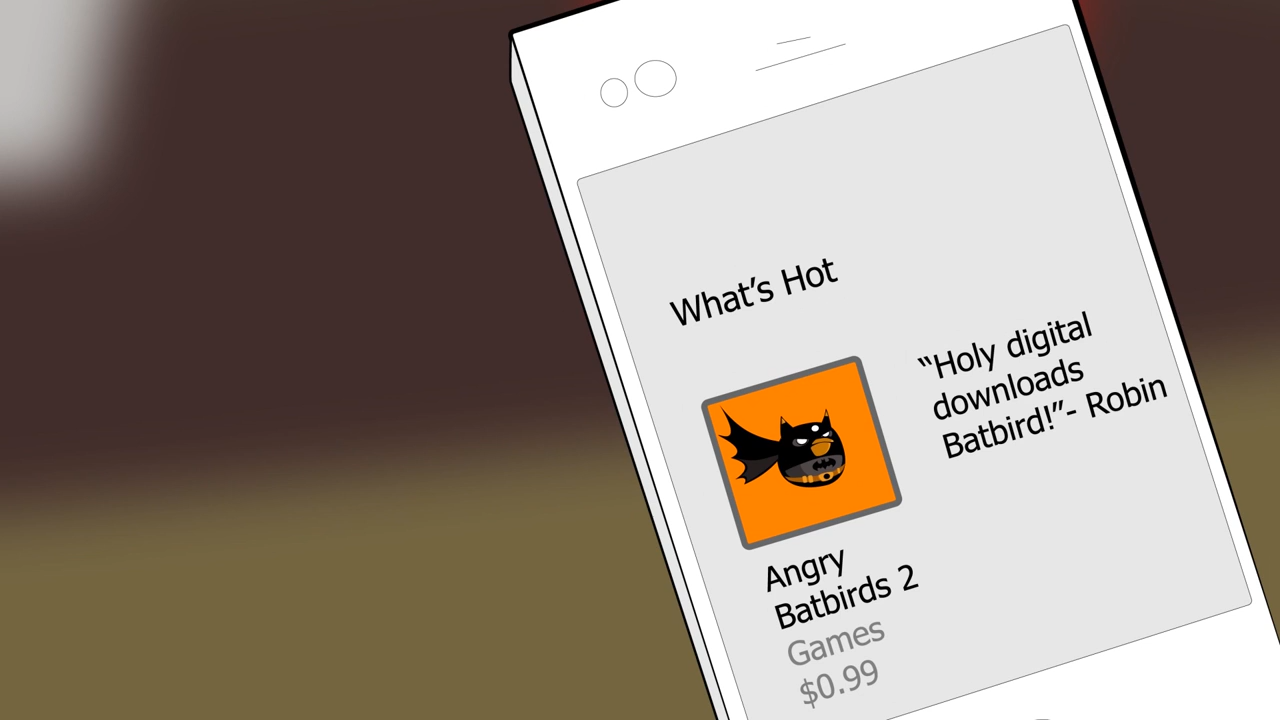 What's Hot
“Holy digital
downloads
Batbird!”- Robin
Angry
Batbirds 2
Games
$0.99